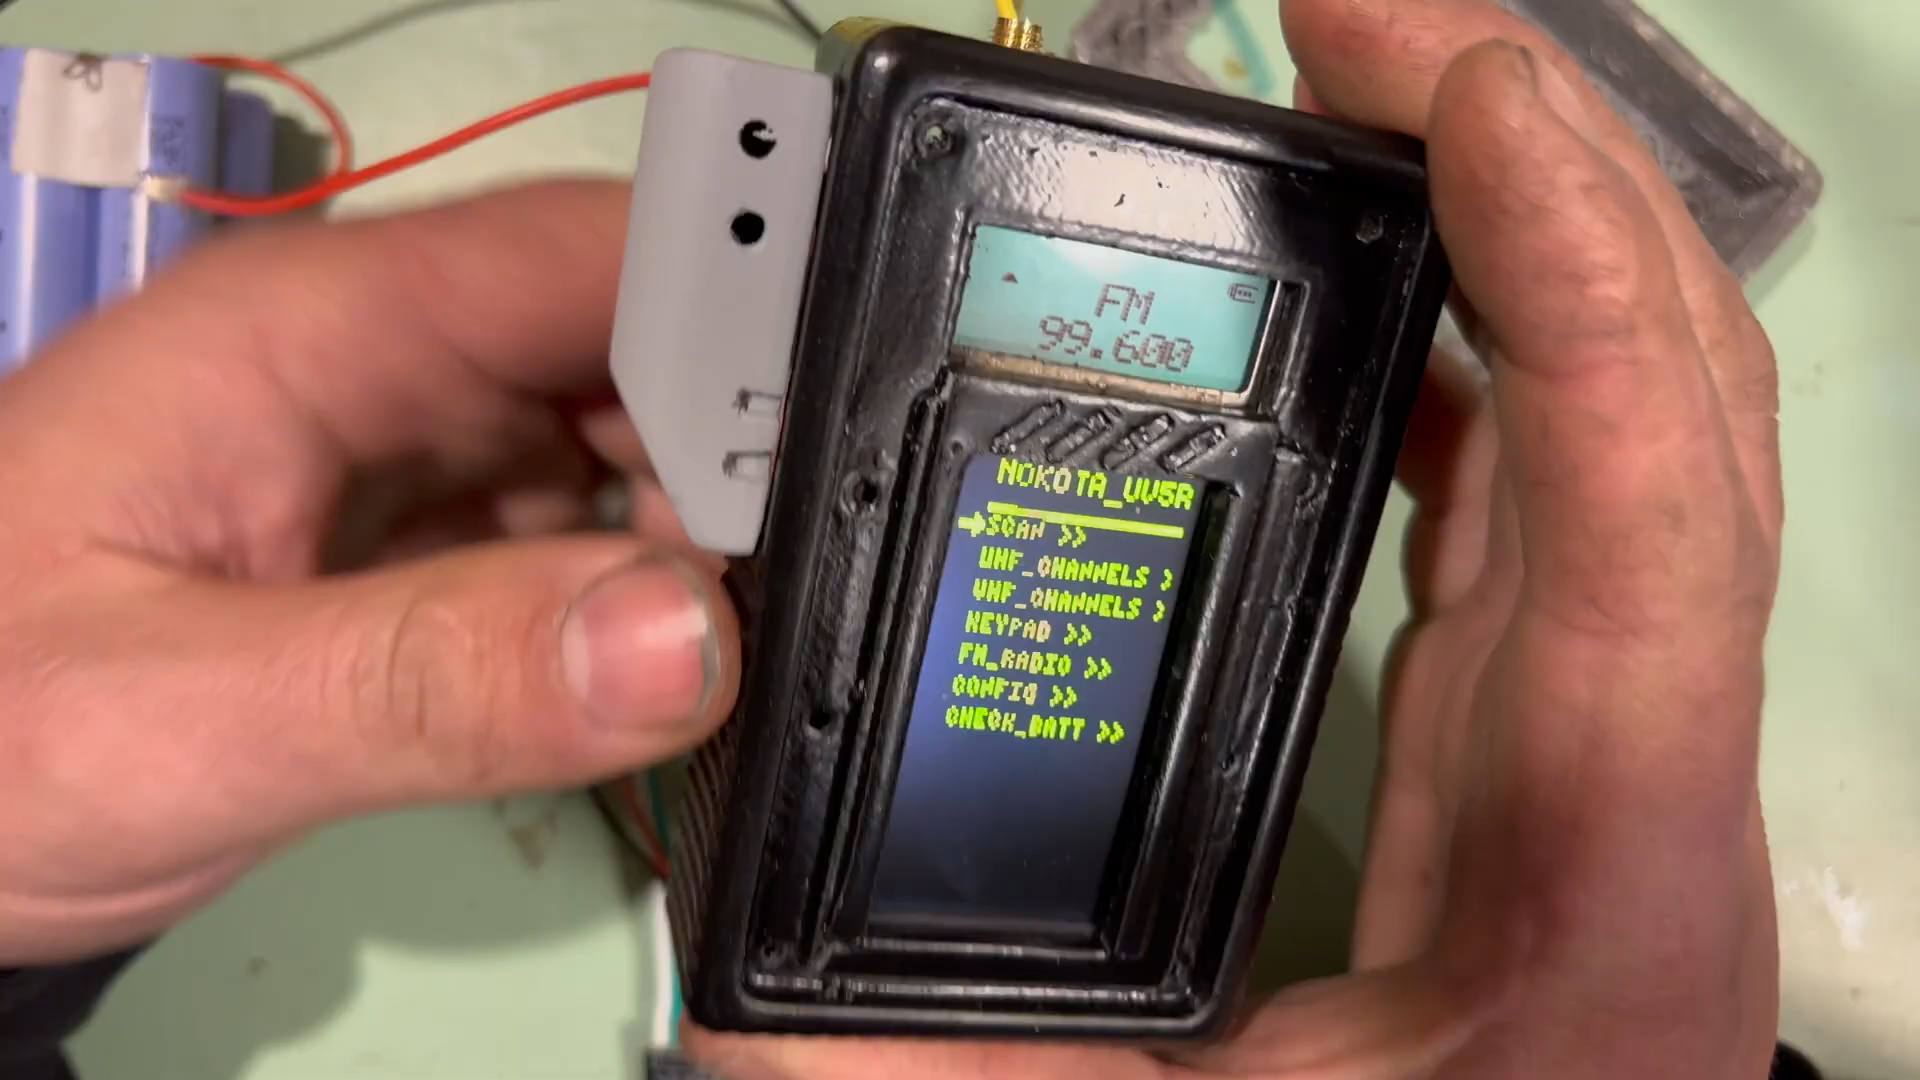 FM
99.600
NOKOTA_UV5R
SCAN >>
UHF_CHANNELS >
VHF_CHANNELS >
KEYPAD >>
FM_RADIO >>
CONFIG >>
CHECK_BATT >>